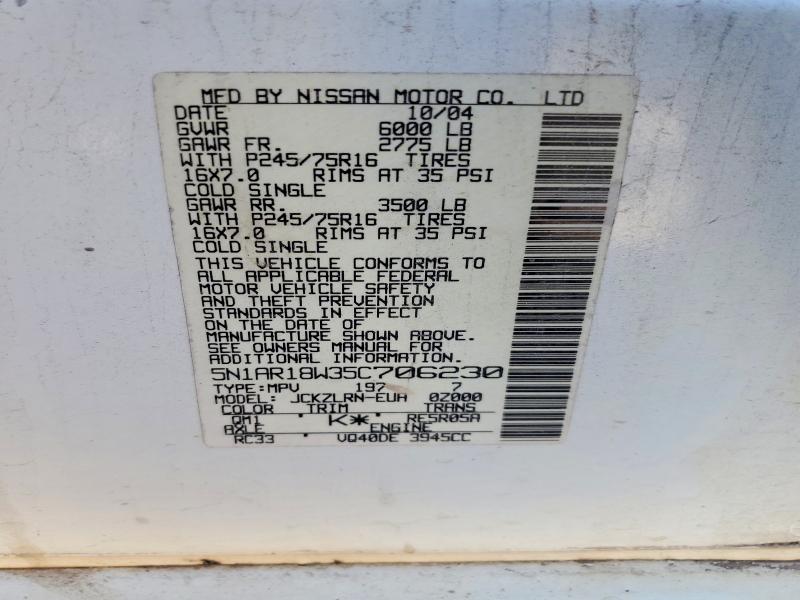 MFD BY NISSAN MOTOR CO. LTD
DATE 10/04
GVWR 6000 LB
GAWR FR. 2775 LB
WITH P245/75R16 TIRES
16X7.0 RIMS AT 35 PSI
COLD SINGLE
GAWR RR. 3500 LB
WITH P245/75R16 TIRES
16X7.0 RIMS AT 35 PSI
COLD SINGLE
THIS VEHICLE CONFORMS TO
ALL APPLICABLE FEDERAL
MOTOR VEHICLE SAFETY
AND THEFT PREVENTION
STANDARDS IN EFFECT
ON THE DATE OF
MANUFACTURE SHOWN ABOVE.
SEE OWNERS MANUAL FOR
ADDITIONAL INFORMATION
5N1AR18W35C706230
TYPE:MPV 197 7
MODEL: JCKZLRN-EUA 0Z000
COLOR TRIM TRANS
QM1 K* RE5R05A
AXLE ENGINE
RC33 VQ40DE 3945CC